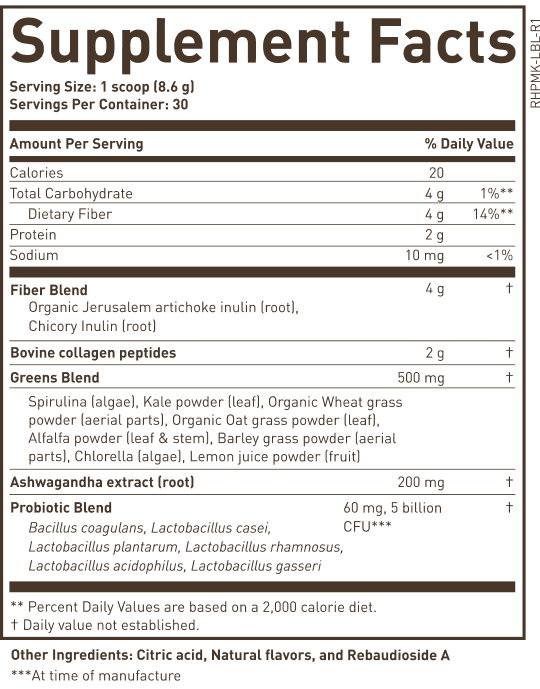 Supplement Facts
Serving Size: 1 scoop (8.6 g)
Servings Per Container: 30
Amount Per Serving % Daily Value
Calories 20
Total Carbohydrate 4 g 1%**
Dietary Fiber 4 g 14%**
Protein 2 g
Sodium 10 mg <1%
Fiber Blend 4 g †
Organic Jerusalem artichoke inulin (root),
Chicory Inulin (root)
Bovine collagen peptides 2 g †
Greens Blend 500 mg †
Spirulina (algae), Kale powder (leaf), Organic Wheat grass
powder (aerial parts), Organic Oat grass powder (leaf),
Alfalfa powder (leaf & stem), Barley grass powder (aerial
parts), Chlorella (algae), Lemon juice powder (fruit)
Ashwagandha extract (root) 200 mg †
Probiotic Blend 60 mg, 5 billion †
Bacillus coagulans, Lactobacillus casei, CFU***
Lactobacillus plantarum, Lactobacillus rhamnosus,
Lactobacillus acidophilus, Lactobacillus gasseri
** Percent Daily Values are based on a 2,000 calorie diet.
† Daily value not established.
Other Ingredients: Citric acid, Natural flavors, and Rebaudioside A
***At time of manufacture
RHPMK-LBL-R1